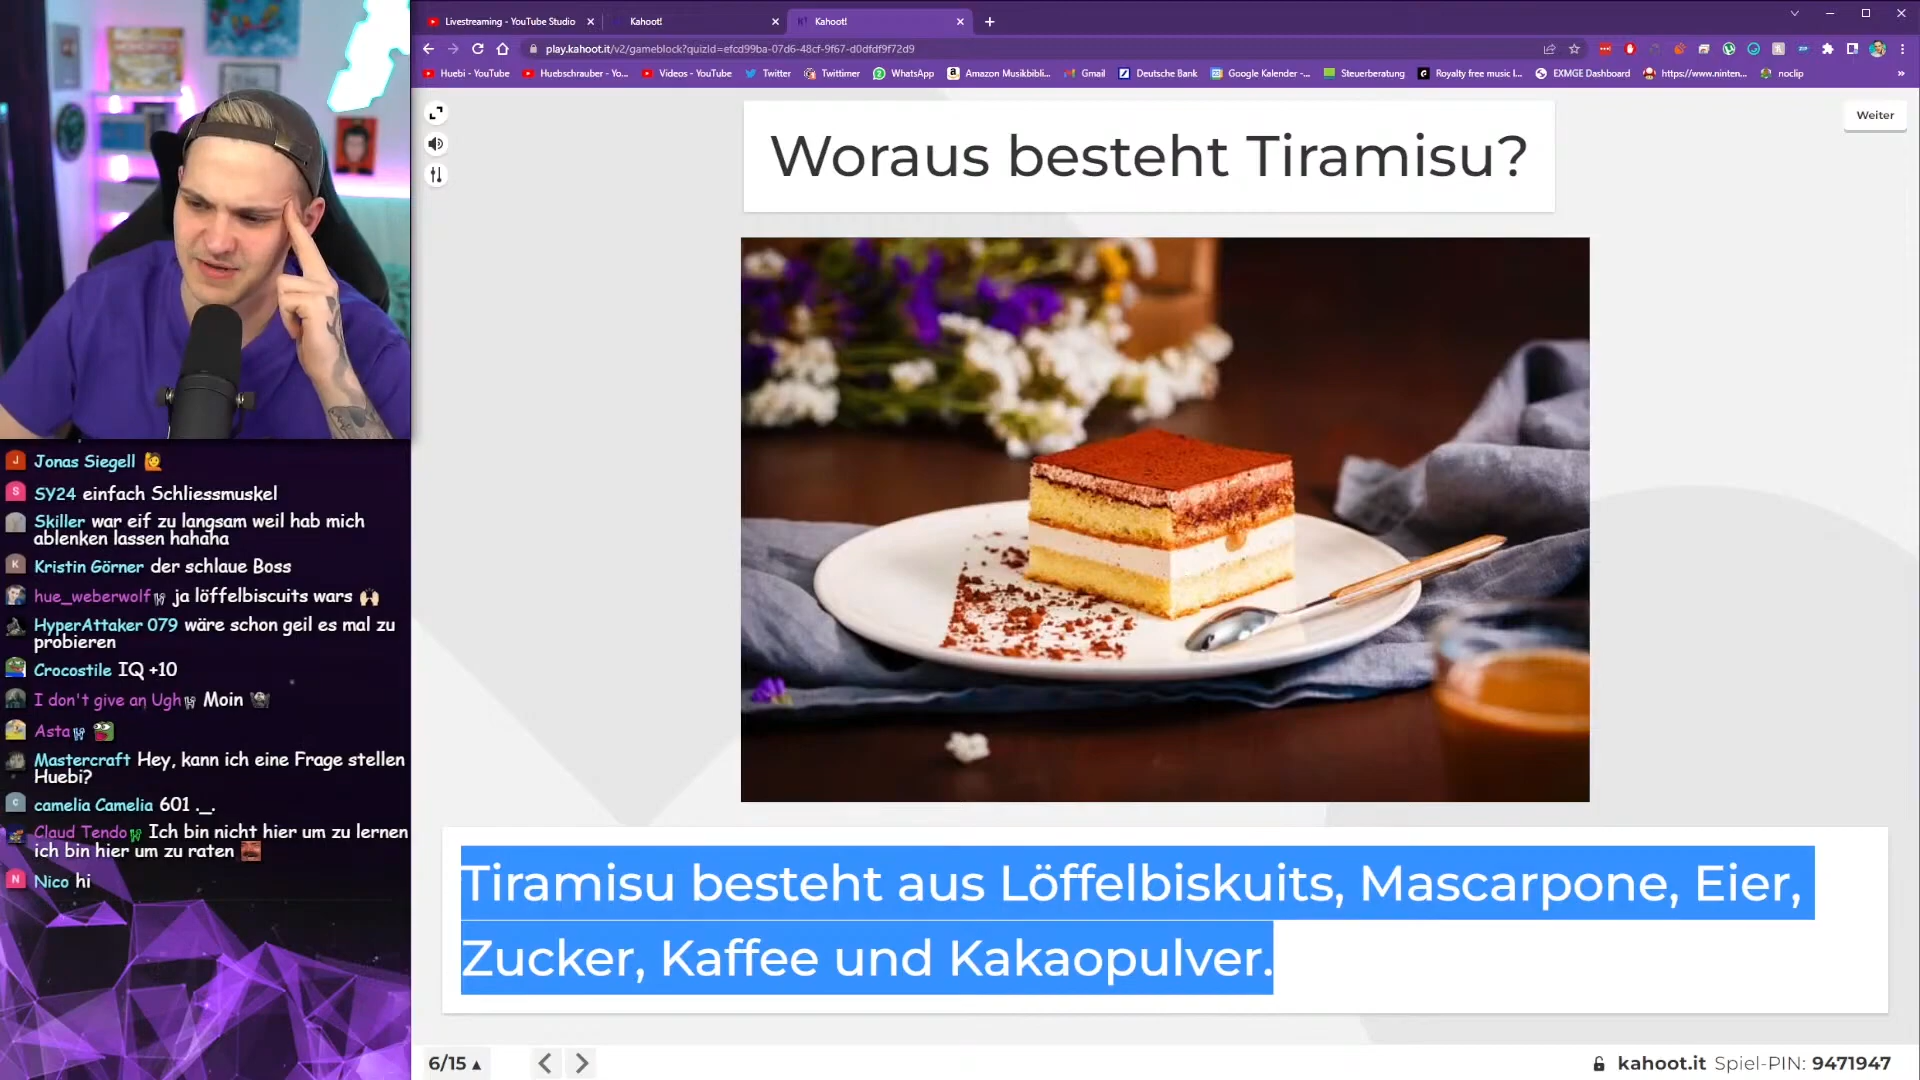 Livestreaming - YouTube Studio
Kahoot!
Kahoot!
play.kahoot.it/v2/gameblock?quizId=efcd99ba-07d6-48cf-9f67-d0dfdf9f72d9
Huebi - YouTube
Huebschrauber - Yo...
Videos - YouTube
Twitter
Twittimer
WhatsApp
Amazon Musikbibli...
Gmail
Deutsche Bank
Google Kalender -...
Steuerberatung
Royalty free music l...
EXMGE Dashboard
https://www.ninten...
noclip
Weiter
Woraus besteht Tiramisu?
Jonas Siegell 🙋
SY24 einfach Schliessmuskel
Skiller war eif zu langsam weil hab mich
ablenken lassen hahaha
Kristin Görner der schlaue Boss
hue_weberwolf ja löffelbiscuits wars 🙌🏻
HyperAttaker 079 wäre schon geil es mal zu
probieren
Crocostile IQ +10
I don't give an Ugh Moin
Asta
Mastercraft Hey, kann ich eine Frage stellen
Huebi?
camelia Camelia 601 ._.
Claud Tendo Ich bin nicht hier um zu lernen
ich bin hier um zu raten
Nico hi
Tiramisu besteht aus Löffelbiskuits, Mascarpone, Eier,
Zucker, Kaffee und Kakaopulver.
6/15
kahoot.it Spiel-PIN: 9471947